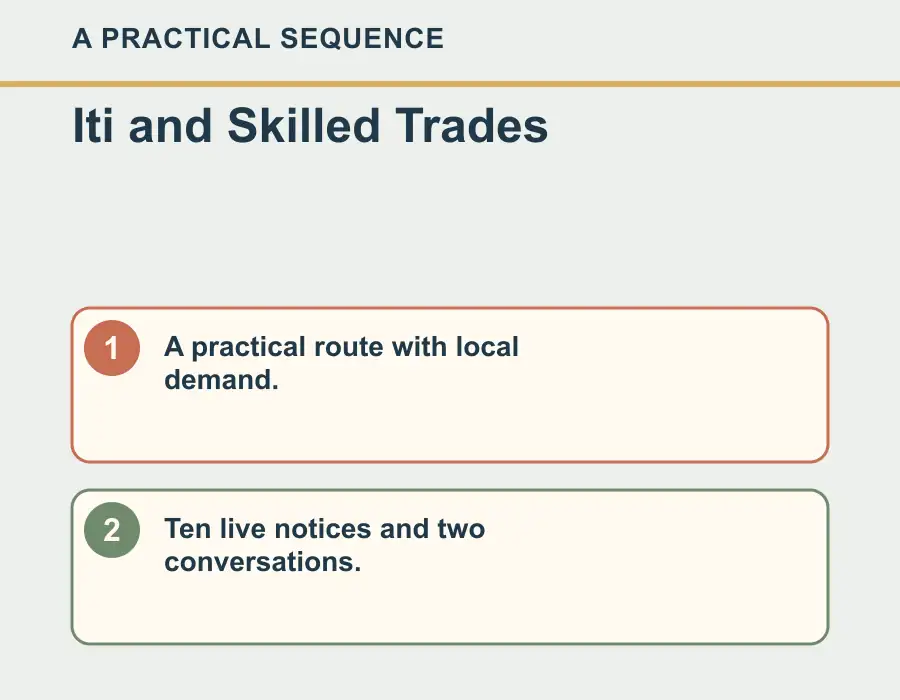 A PRACTICAL SEQUENCE
Iti and Skilled Trades
1
A practical route with local
demand.
2
Ten live notices and two
conversations.